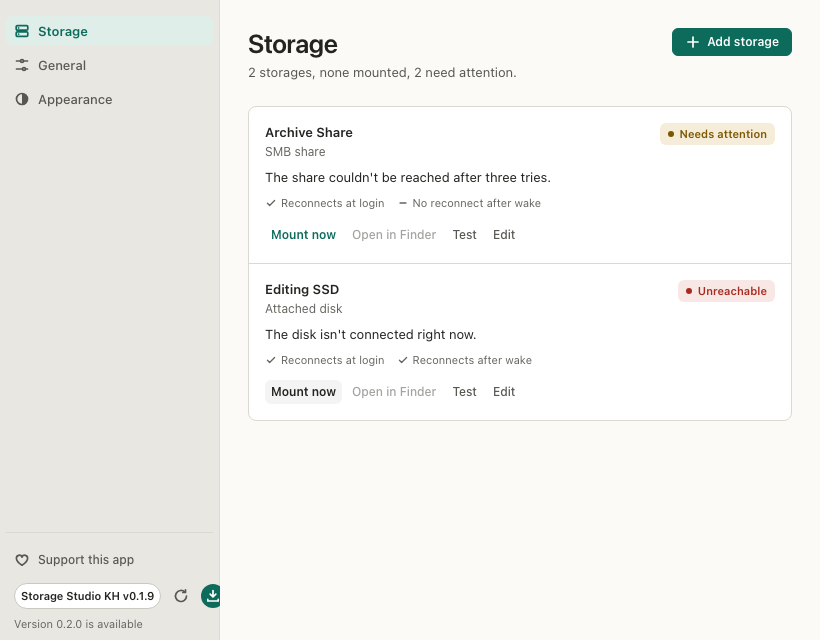 Storage
General
Appearance
Support this app
Storage Studio KH v0.1.9
Version 0.2.0 is available
Storage
2 storages, none mounted, 2 need attention.
Add storage
Archive Share
Needs attention
SMB share
The share couldn't be reached after three tries.
Reconnects at login No reconnect after wake
Mount now Open in Finder Test Edit
Editing SSD
Unreachable
Attached disk
The disk isn't connected right now.
Reconnects at login Reconnects after wake
Mount now Open in Finder Test Edit